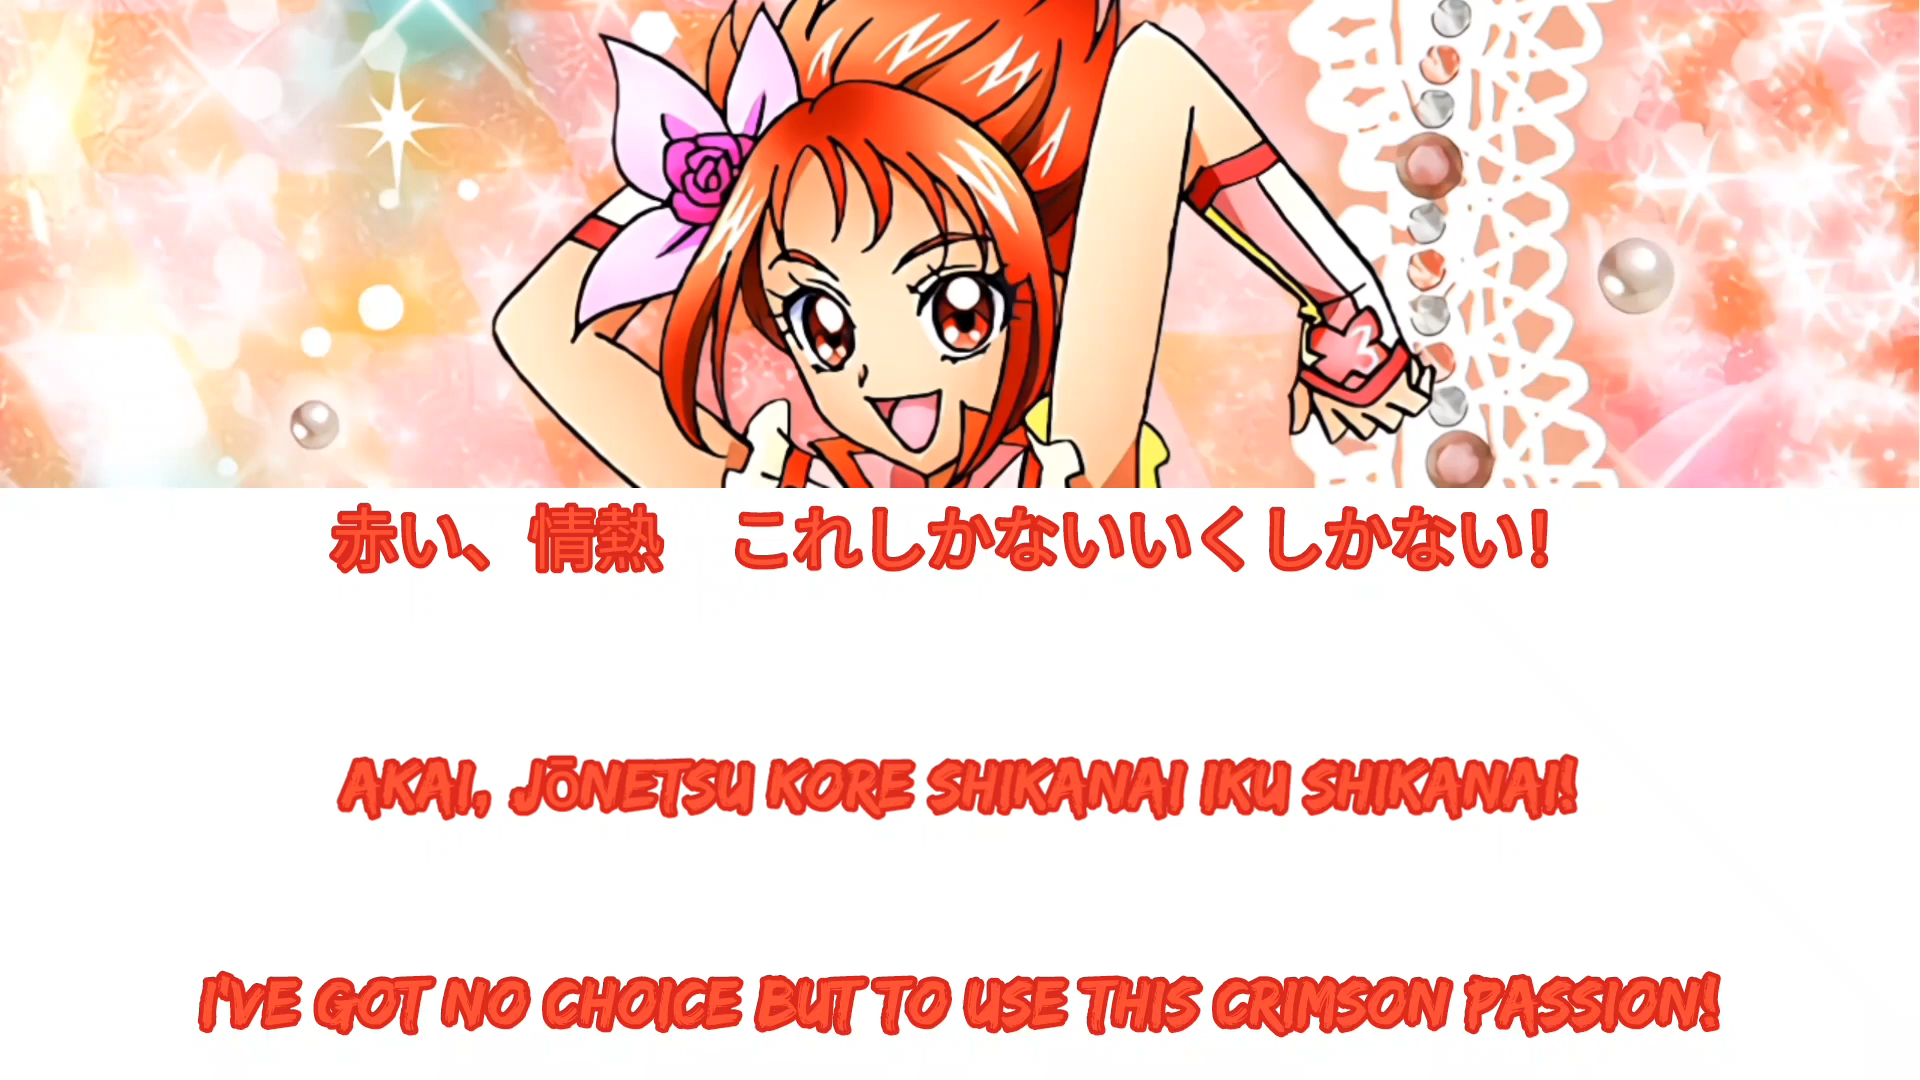 赤い、情熱　これしかないいくしかない!
AKAI, JŌNETSU KORE SHIKANAI IKU SHIKANAI!
I'VE GOT NO CHOICE BUT TO USE THIS CRIMSON PASSION!